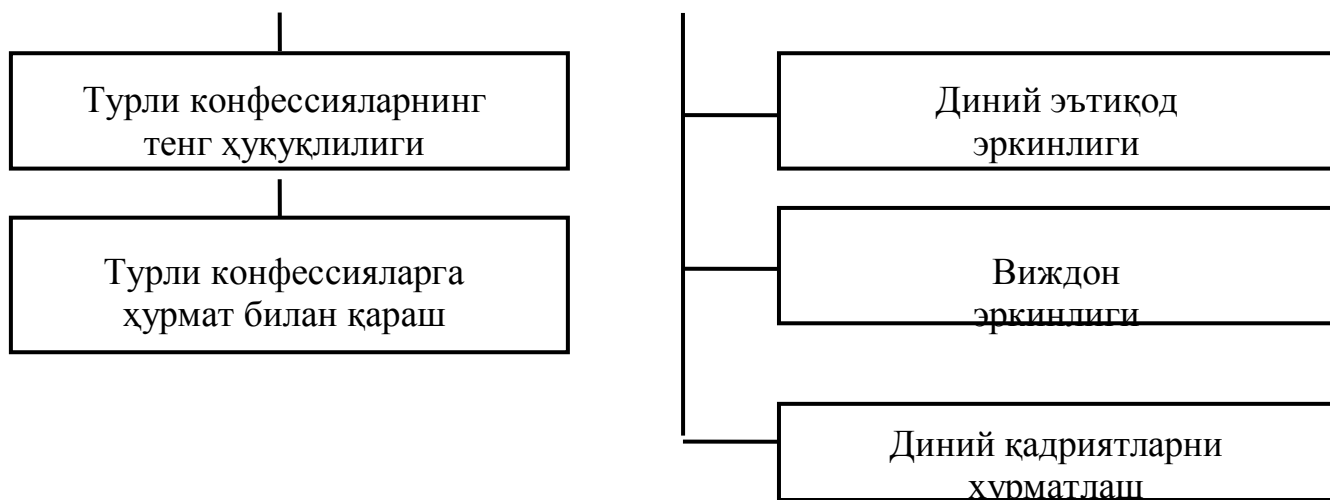 Турли конфессияларнинг
тенг ҳуқуқлилиги
Турли конфессияларга
ҳурмат билан қараш
Диний эътиқод
эркинлиги
Виждон
эркинлиги
Диний қадриятларни
ҳурматлаш